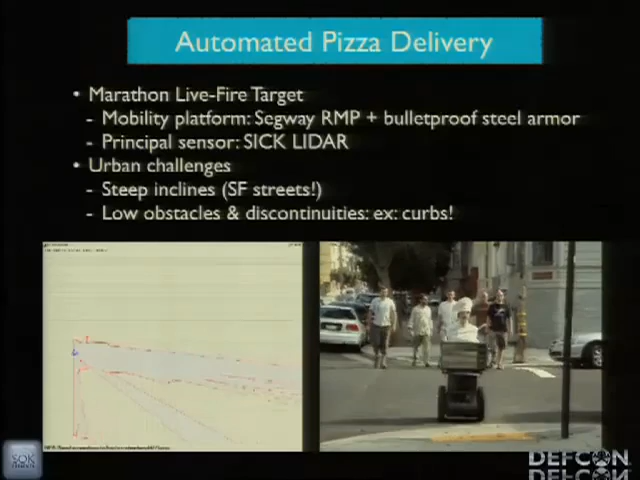 Automated Pizza Delivery
• Marathon Live-Fire Target
- Mobility platform: Segway RMP + bulletproof steel armor
- Principal sensor: SICK LIDAR
• Urban challenges
- Steep inclines (SF streets!)
- Low obstacles & discontinuities: ex: curbs!
SOK
DEFCON